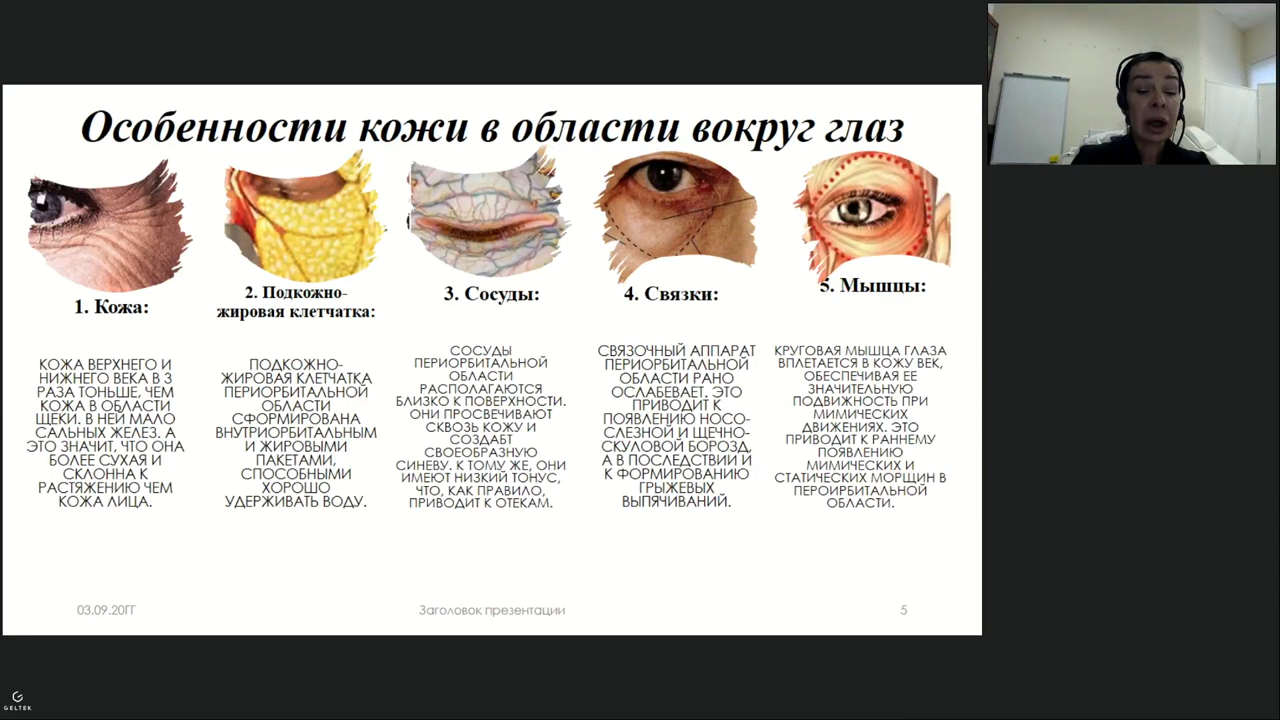 Особенности кожи в области вокруг глаз
1. Кожа:
КОЖА ВЕРХНЕГО И
НИЖНЕГО ВЕКА В 3
РАЗА ТОНЬШЕ, ЧЕМ
КОЖА В ОБЛАСТИ
ЩЕКИ. В НЕЙ МАЛО
САЛЬНЫХ ЖЕЛЕЗ. А
ЭТО ЗНАЧИТ, ЧТО ОНА
БОЛЕЕ СУХАЯ И
СКЛОННА К
РАСТЯЖЕНИЮ ЧЕМ
КОЖА ЛИЦА.
2. Подкожно-
жировая клетчатка:
ПОДКОЖНО-
ЖИРОВАЯ КЛЕТЧАТКА
ПЕРИОРБИТАЛЬНОЙ
ОБЛАСТИ
СФОРМИРОВАНА
ВНУТРИОРБИТАЛЬНЫМ
И ЖИРОВЫМИ
ПАКЕТАМИ,
СПОСОБНЫМИ
ХОРОШО
УДЕРЖИВАТЬ ВОДУ.
3. Сосуды:
СОСУДЫ
ПЕРИОРБИТАЛЬНОЙ
ОБЛАСТИ
РАСПОЛАГАЮТСЯ
БЛИЗКО К ПОВЕРХНОСТИ.
ОНИ ПРОСВЕЧИВАЮТ
СКВОЗЬ КОЖУ И
СОЗДАБТ
СВОЕОБРАЗНУЮ
СИНЕВУ. К ТОМУ ЖЕ, ОНИ
ИМЕЮТ НИЗКИЙ ТОНУС,
ЧТО, КАК ПРАВИЛО,
ПРИВОДИТ К ОТЕКАМ.
4. Связки:
СВЯЗОЧНЫЙ АППАРАТ
ПЕРИОРБИТАЛЬНОЙ
ОБЛАСТИ РАНО
ОСЛАБЕВАЕТ. ЭТО
ПРИВОДИТ К
ПОЯВЛЕНИЮ НОСО-
СЛЕЗНОЙ И ЩЕЧНО-
СКУЛОВОЙ БОРОЗД,
А В ПОСЛЕДСТВИИ И
К ФОРМИРОВАНИЮ
ГРЫЖЕВЫХ
ВЫПЯЧИВАНИЙ.
5. Мышцы:
КРУГОВАЯ МЫШЦА ГЛАЗА
ВПЛЕТАЕТСЯ В КОЖУ ВЕК,
ОБЕСПЕЧИВАЯ ЕЕ
ЗНАЧИТЕЛЬНУЮ
ПОДВИЖНОСТЬ ПРИ
МИМИЧЕСКИХ
ДВИЖЕНИЯХ. ЭТО
ПРИВОДИТ К РАННЕМУ
ПОЯВЛЕНИЮ
МИМИЧЕСКИХ И
СТАТИЧЕСКИХ МОРЩИН В
ПЕРОИРБИТАЛЬНОЙ
ОБЛАСТИ.
03.09.20ГГ
Заголовок презентации
5
GELTEK